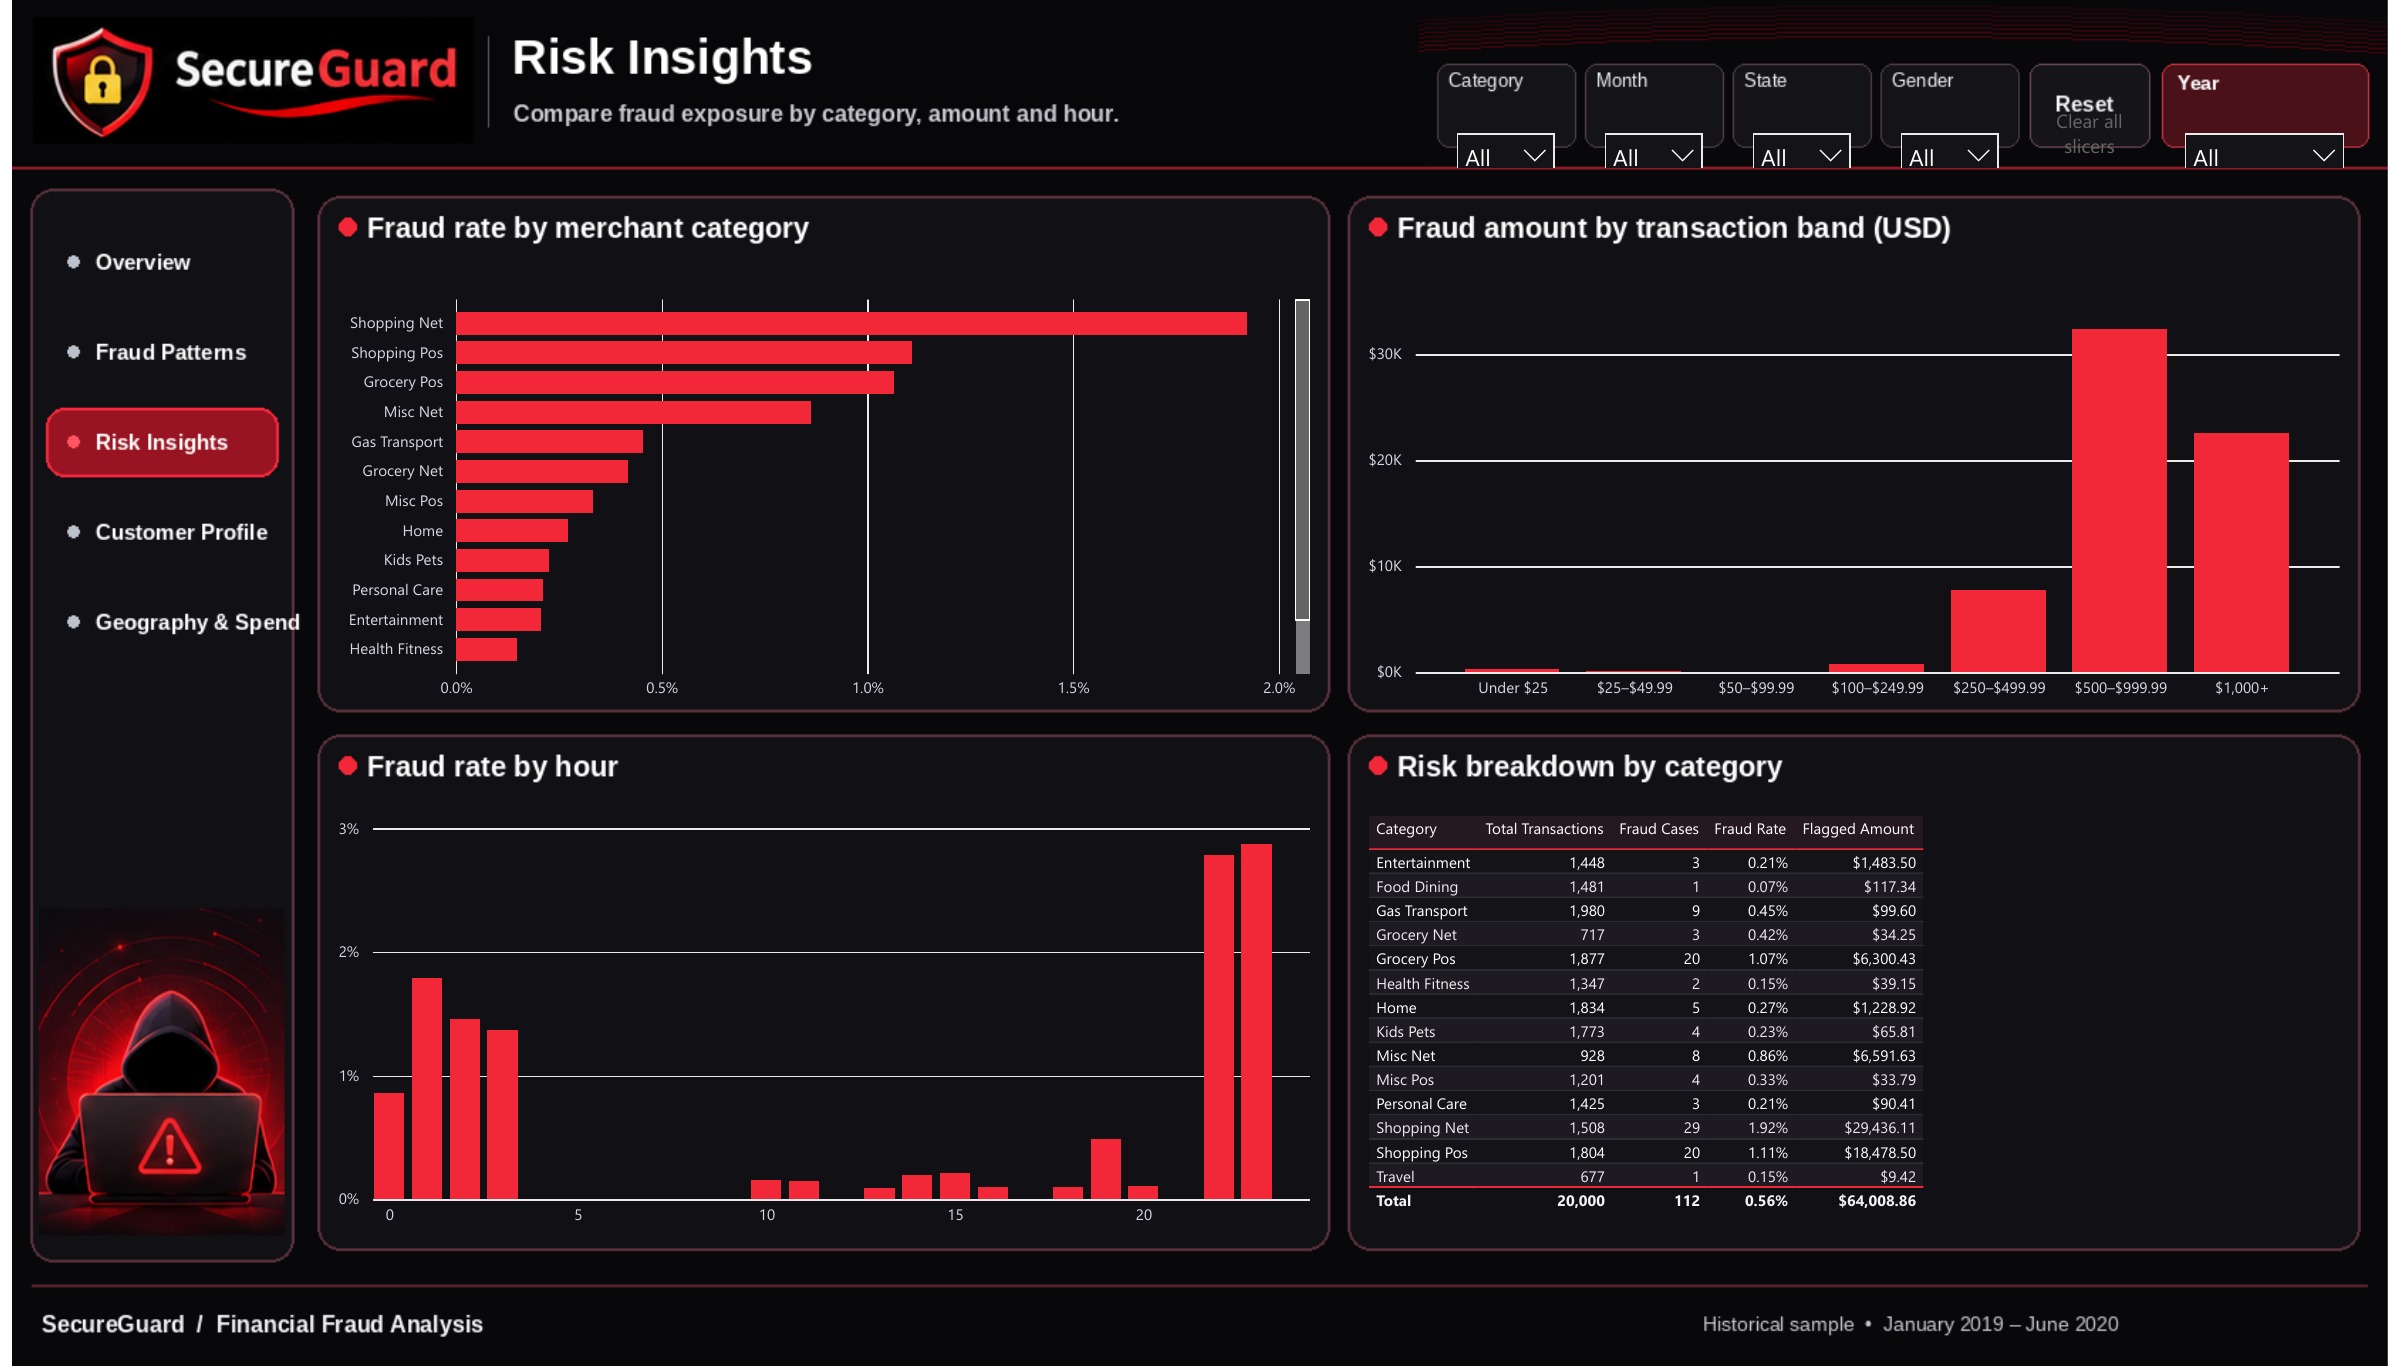 SecureGuard
Risk Insights
Compare fraud exposure by category, amount and hour.
Category
All
Month
All
State
All
Gender
All
Reset
Clear all
slicers
Year
All
Overview
Fraud Patterns
Risk Insights
Customer Profile
Geography & Spend
Fraud rate by merchant category
Shopping Net
Shopping Pos
Grocery Pos
Misc Net
Gas Transport
Grocery Net
Misc Pos
Home
Kids Pets
Personal Care
Entertainment
Health Fitness
0.0% 0.5% 1.0% 1.5% 2.0%
Fraud amount by transaction band (USD)
$30K
$20K
$10K
$0K
Under $25 $25–$49.99 $50–$99.99 $100–$249.99 $250–$499.99 $500–$999.99 $1,000+
Fraud rate by hour
3%
2%
1%
0%
0 5 10 15 20
Risk breakdown by category
Category Total Transactions Fraud Cases Fraud Rate Flagged Amount
Entertainment 1,448 3 0.21% $1,483.50
Food Dining 1,481 1 0.07% $117.34
Gas Transport 1,980 9 0.45% $99.60
Grocery Net 717 3 0.42% $34.25
Grocery Pos 1,877 20 1.07% $6,300.43
Health Fitness 1,347 2 0.15% $39.15
Home 1,834 5 0.27% $1,228.92
Kids Pets 1,773 4 0.23% $65.81
Misc Net 928 8 0.86% $6,591.63
Misc Pos 1,201 4 0.33% $33.79
Personal Care 1,425 3 0.21% $90.41
Shopping Net 1,508 29 1.92% $29,436.11
Shopping Pos 1,804 20 1.11% $18,478.50
Travel 677 1 0.15% $9.42
Total 20,000 112 0.56% $64,008.86
SecureGuard / Financial Fraud Analysis
Historical sample • January 2019 – June 2020